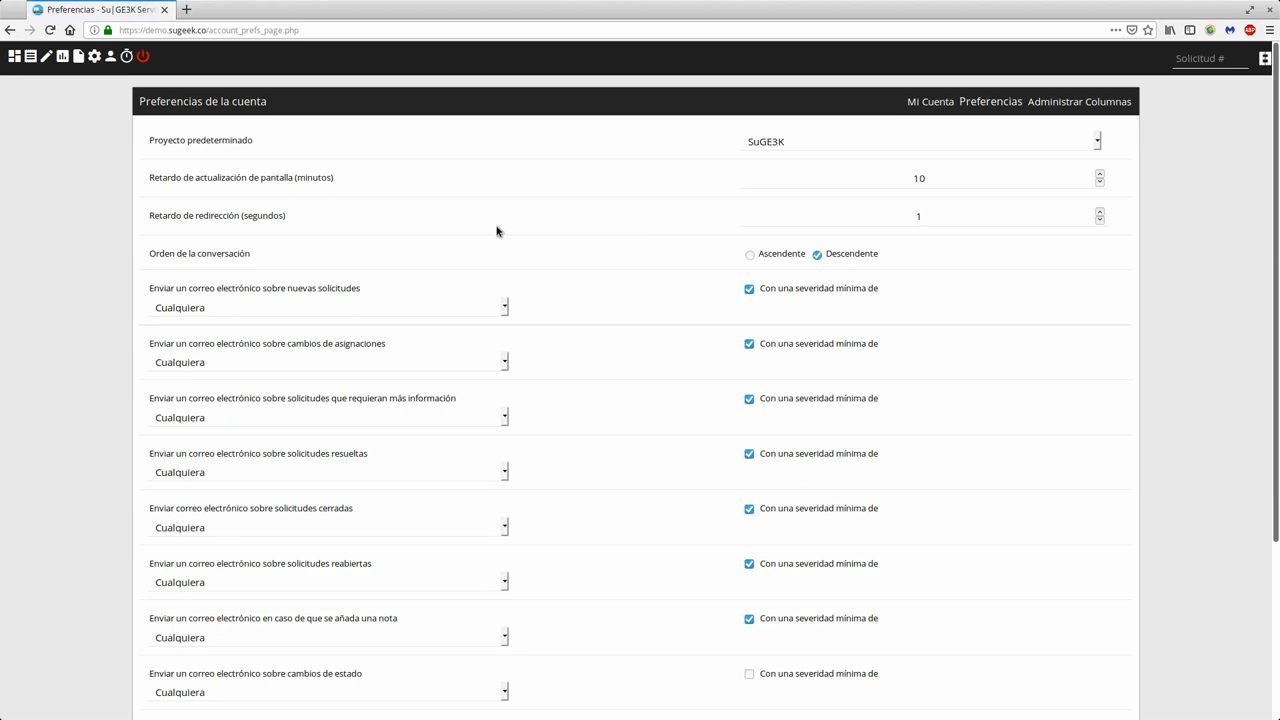 Preferencias - Su|GE3K Serv
https://demo.sugeek.co/account_prefs_page.php
ABP
Solicitud #
Preferencias de la cuenta
Mi Cuenta Preferencias Administrar Columnas
Proyecto predeterminado
SuGE3K
Retardo de actualización de pantalla (minutos)
10
Retardo de redirección (segundos)
1
Orden de la conversación
Ascendente Descendente
Enviar un correo electrónico sobre nuevas solicitudes
Con una severidad mínima de
Cualquiera
Enviar un correo electrónico sobre cambios de asignaciones
Con una severidad mínima de
Cualquiera
Enviar un correo electrónico sobre solicitudes que requieran más información
Con una severidad mínima de
Cualquiera
Enviar un correo electrónico sobre solicitudes resueltas
Con una severidad mínima de
Cualquiera
Enviar correo electrónico sobre solicitudes cerradas
Con una severidad mínima de
Cualquiera
Enviar un correo electrónico sobre solicitudes reabiertas
Con una severidad mínima de
Cualquiera
Enviar un correo electrónico en caso de que se añada una nota
Con una severidad mínima de
Cualquiera
Enviar un correo electrónico sobre cambios de estado
Con una severidad mínima de
Cualquiera